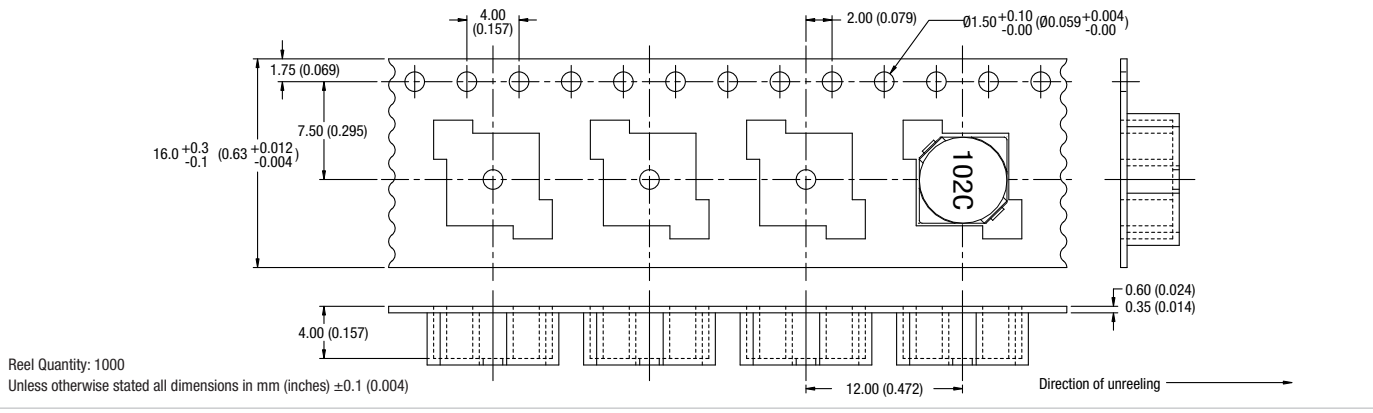 4.00
(0.157)
2.00 (0.079)
Ø1.50 +0.10 -0.00 (Ø0.059 +0.004 -0.00)
1.75 (0.069)
7.50 (0.295)
16.0 +0.3 -0.1 (0.63 +0.012 -0.004)
102C
0.60 (0.024)
0.35 (0.014)
4.00 (0.157)
12.00 (0.472)
Direction of unreeling
Reel Quantity: 1000
Unless otherwise stated all dimensions in mm (inches) ±0.1 (0.004)